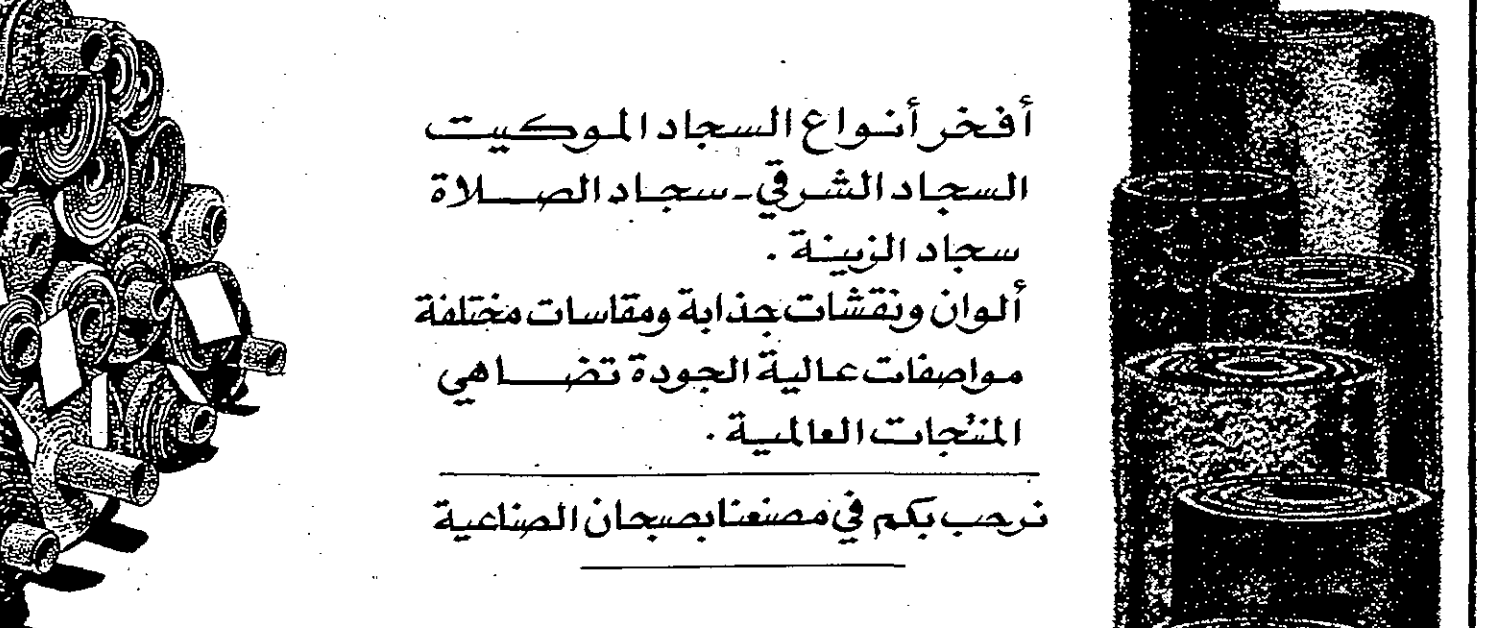 أفخر أنواع السجاد الموكيت
السجاد الشرقي - سجاد الصلاة
سجاد الزينة .
ألوان ونقشات جذابة ومقاسات مختلفة
مواصفات عالية الجودة تضاهي
المنتجات العالمية .
نرحب بكم في مصنعنا بصبحان الصناعية